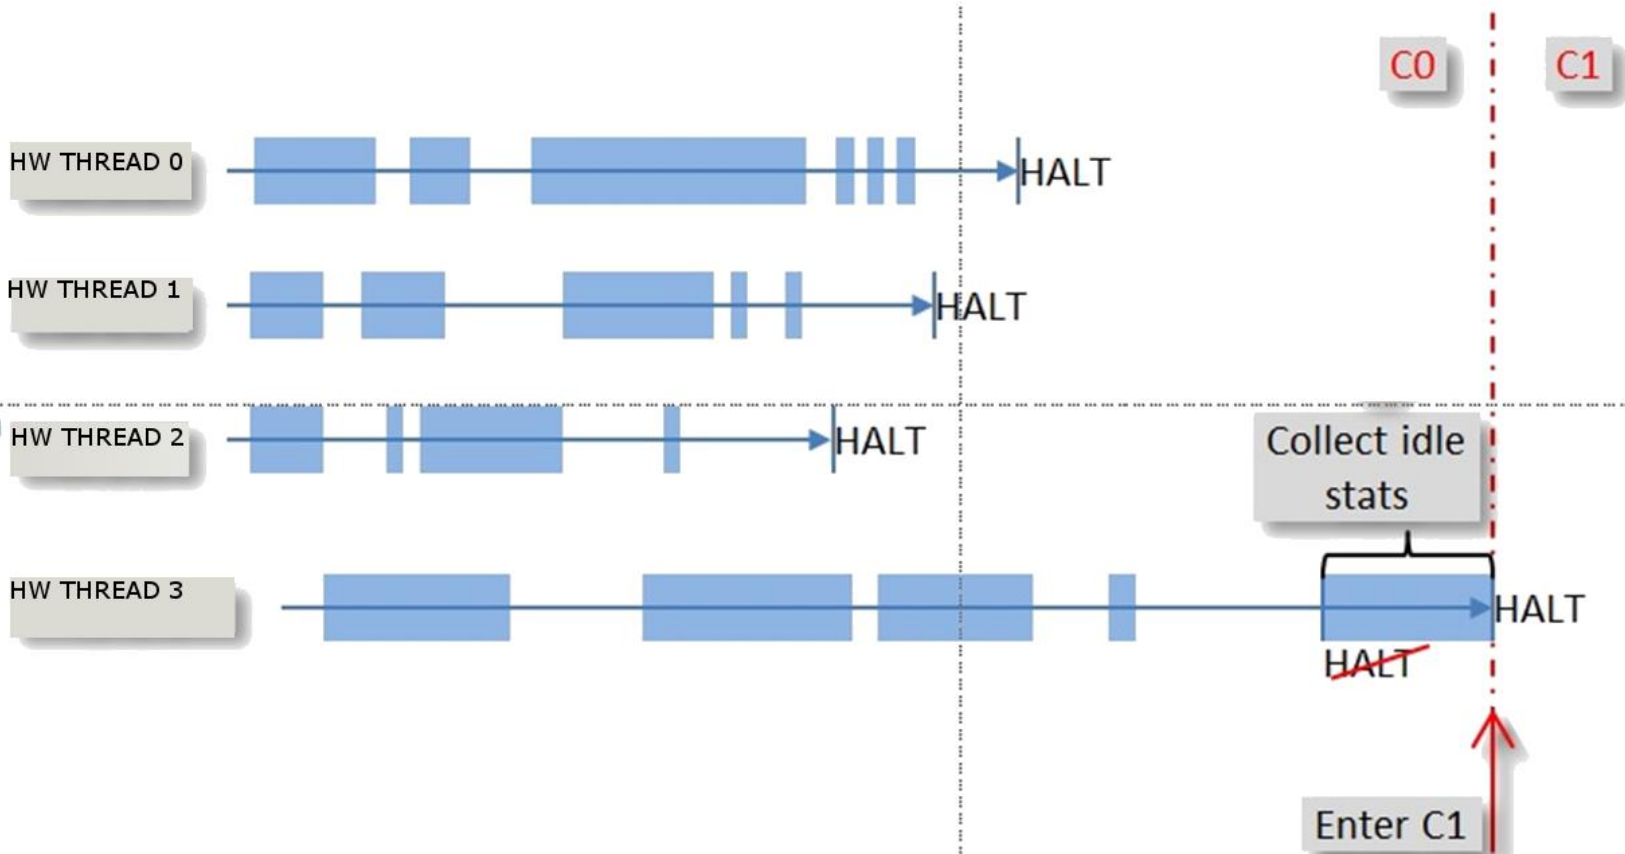 C0
C1
HW THREAD 0
HALT
HW THREAD 1
HALT
HW THREAD 2
HALT
Collect idle
stats
HW THREAD 3
HALT
HALT
Enter C1